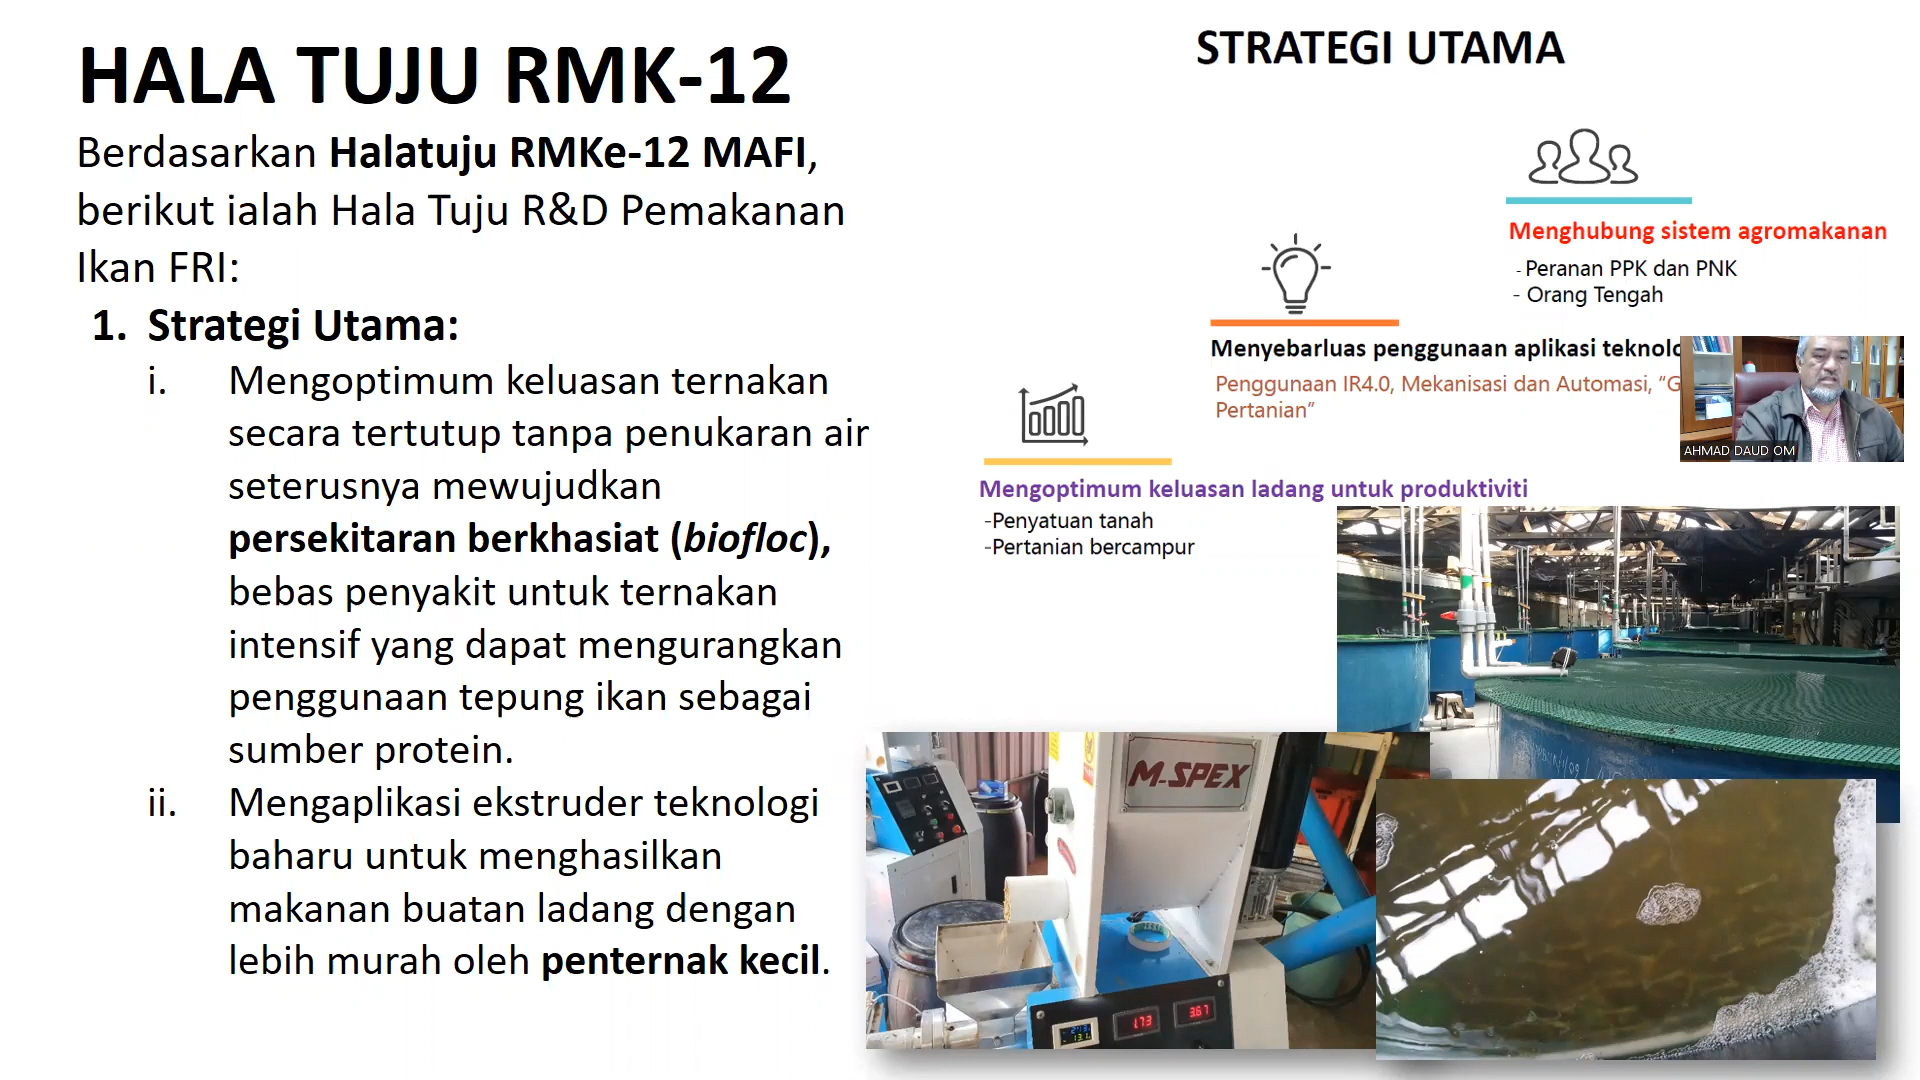 HALA TUJU RMK-12
Berdasarkan Halatuju RMKe-12 MAFI,
berikut ialah Hala Tuju R&D Pemakanan
Ikan FRI:
1. Strategi Utama:
i. Mengoptimum keluasan ternakan
secara tertutup tanpa penukaran air
seterusnya mewujudkan
persekitaran berkhasiat (biofloc),
bebas penyakit untuk ternakan
intensif yang dapat mengurangkan
penggunaan tepung ikan sebagai
sumber protein.
ii. Mengaplikasi ekstruder teknologi
baharu untuk menghasilkan
makanan buatan ladang dengan
lebih murah oleh penternak kecil.
STRATEGI UTAMA
Menghubung sistem agromakanan
- Peranan PPK dan PNK
- Orang Tengah
Menyebarluas penggunaan aplikasi teknolo
Penggunaan IR4.0, Mekanisasi dan Automasi, “G
Pertanian“
AHMAD DAUD OM
Mengoptimum keluasan ladang untuk produktiviti
-Penyatuan tanah
-Pertanian bercampur
M-SPEX
1.73
3.67